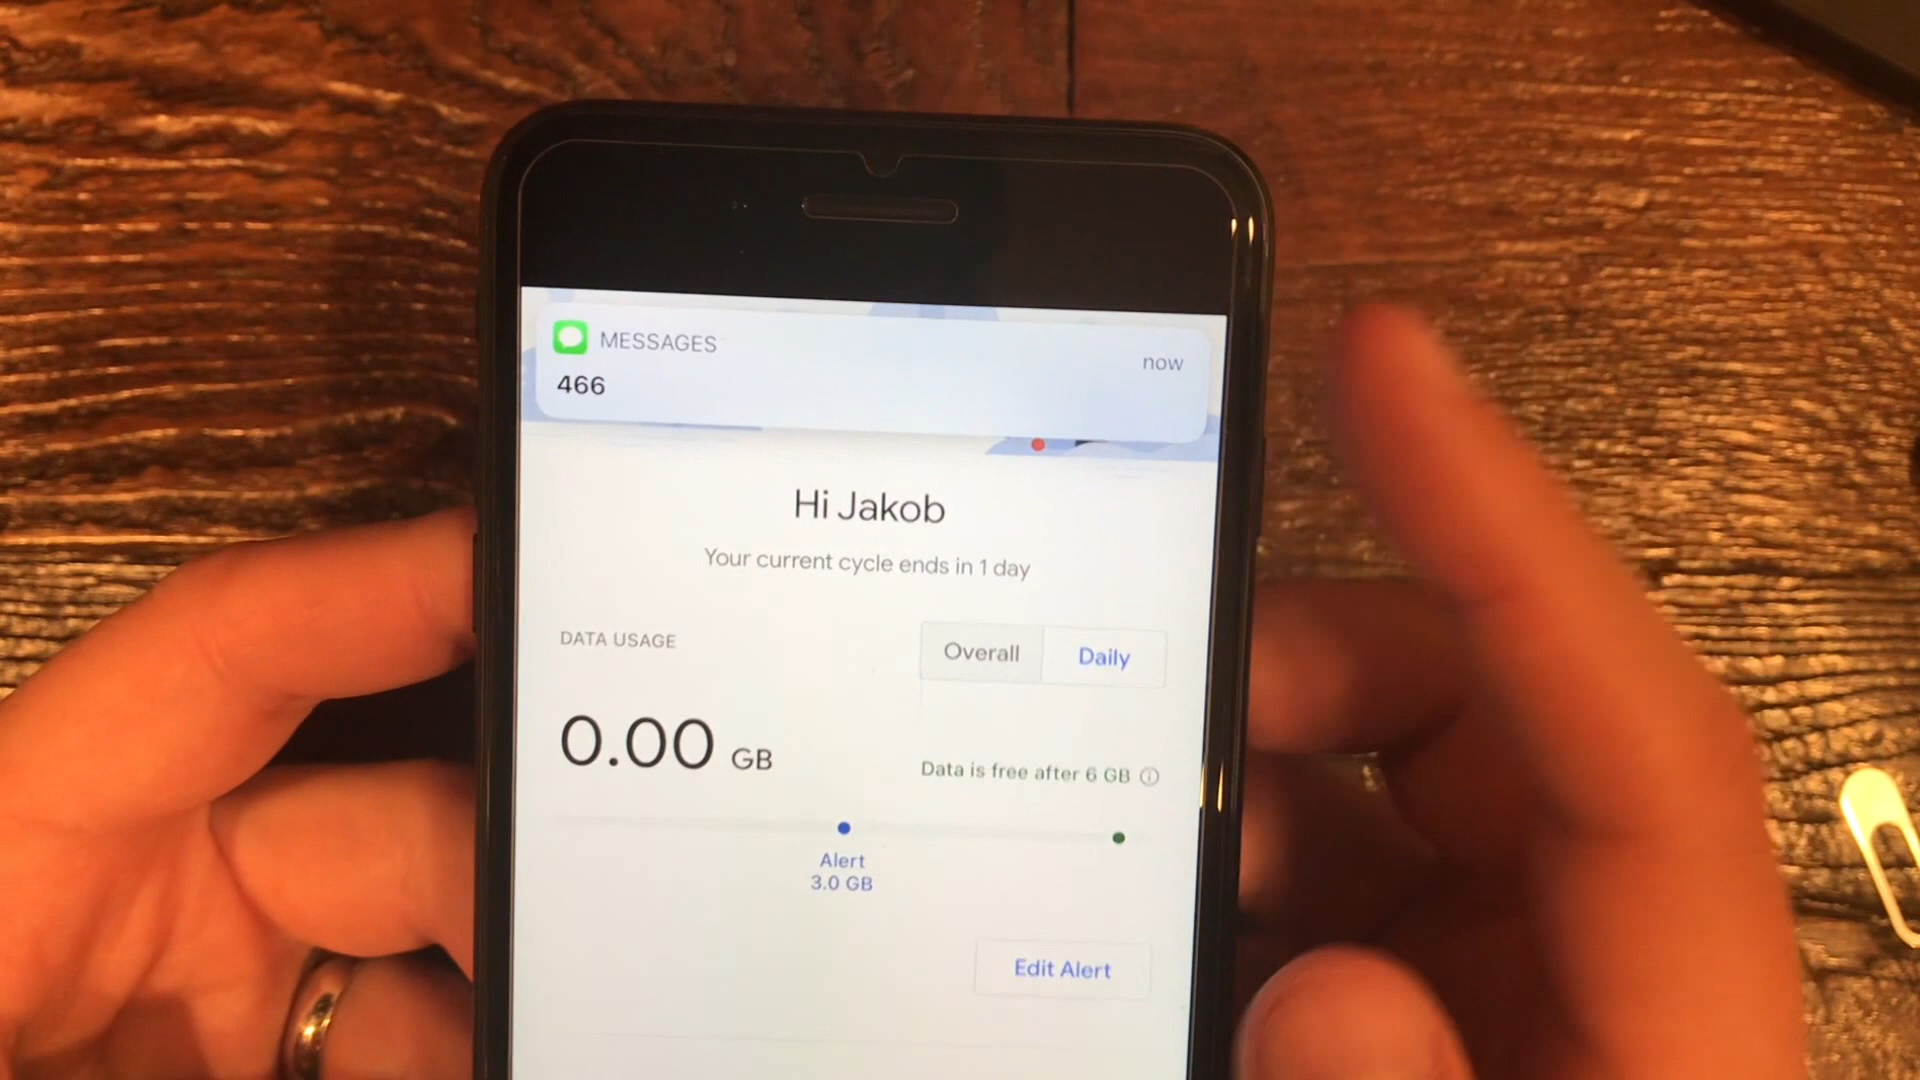 MESSAGES
now
466
Hi Jakob
Your current cycle ends in 1 day
DATA USAGE
Overall
Daily
0.00 GB
Data is free after 6 GB
Alert
3.0 GB
Edit Alert